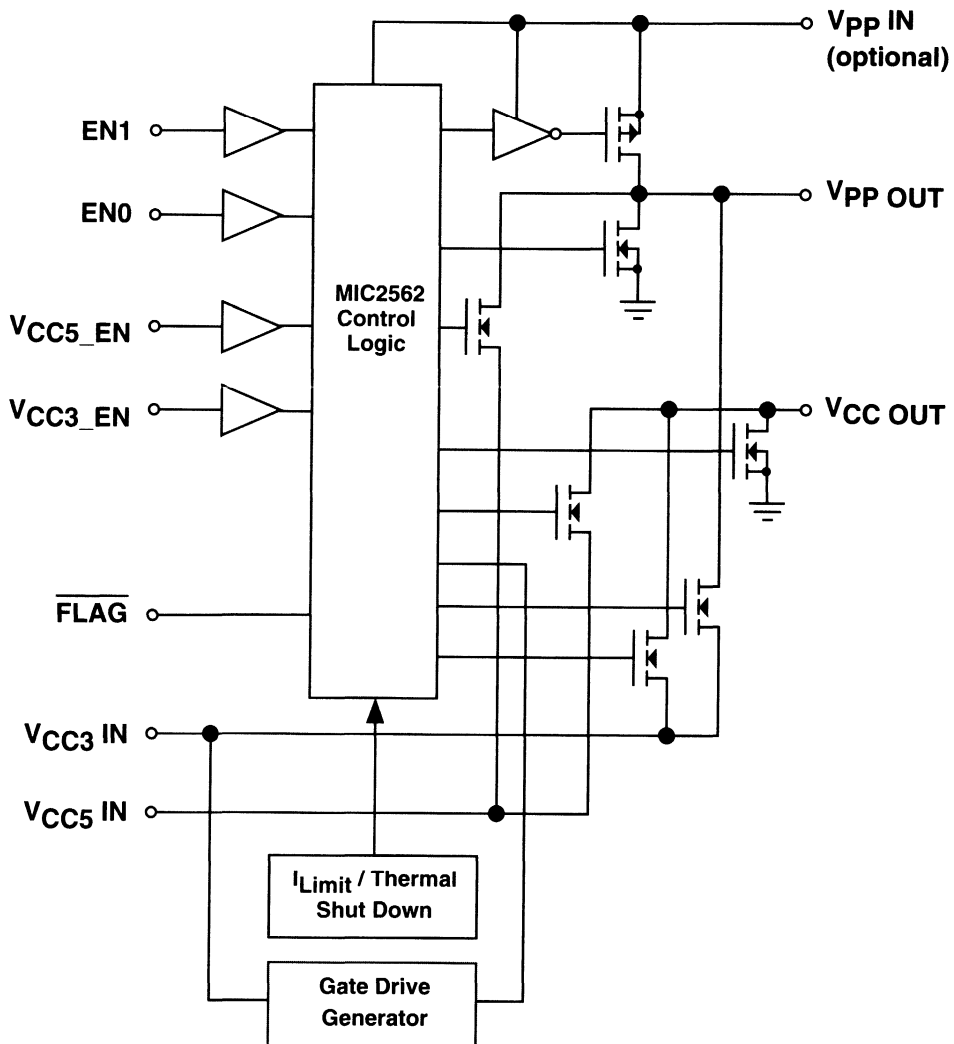 VPP IN
(optional)
EN1
VPP OUT
EN0
MIC2562
Control
Logic
VCC5_EN
VCC3_EN
VCC OUT
FLAG
VCC3 IN
VCC5 IN
ILimit / Thermal
Shut Down
Gate Drive
Generator